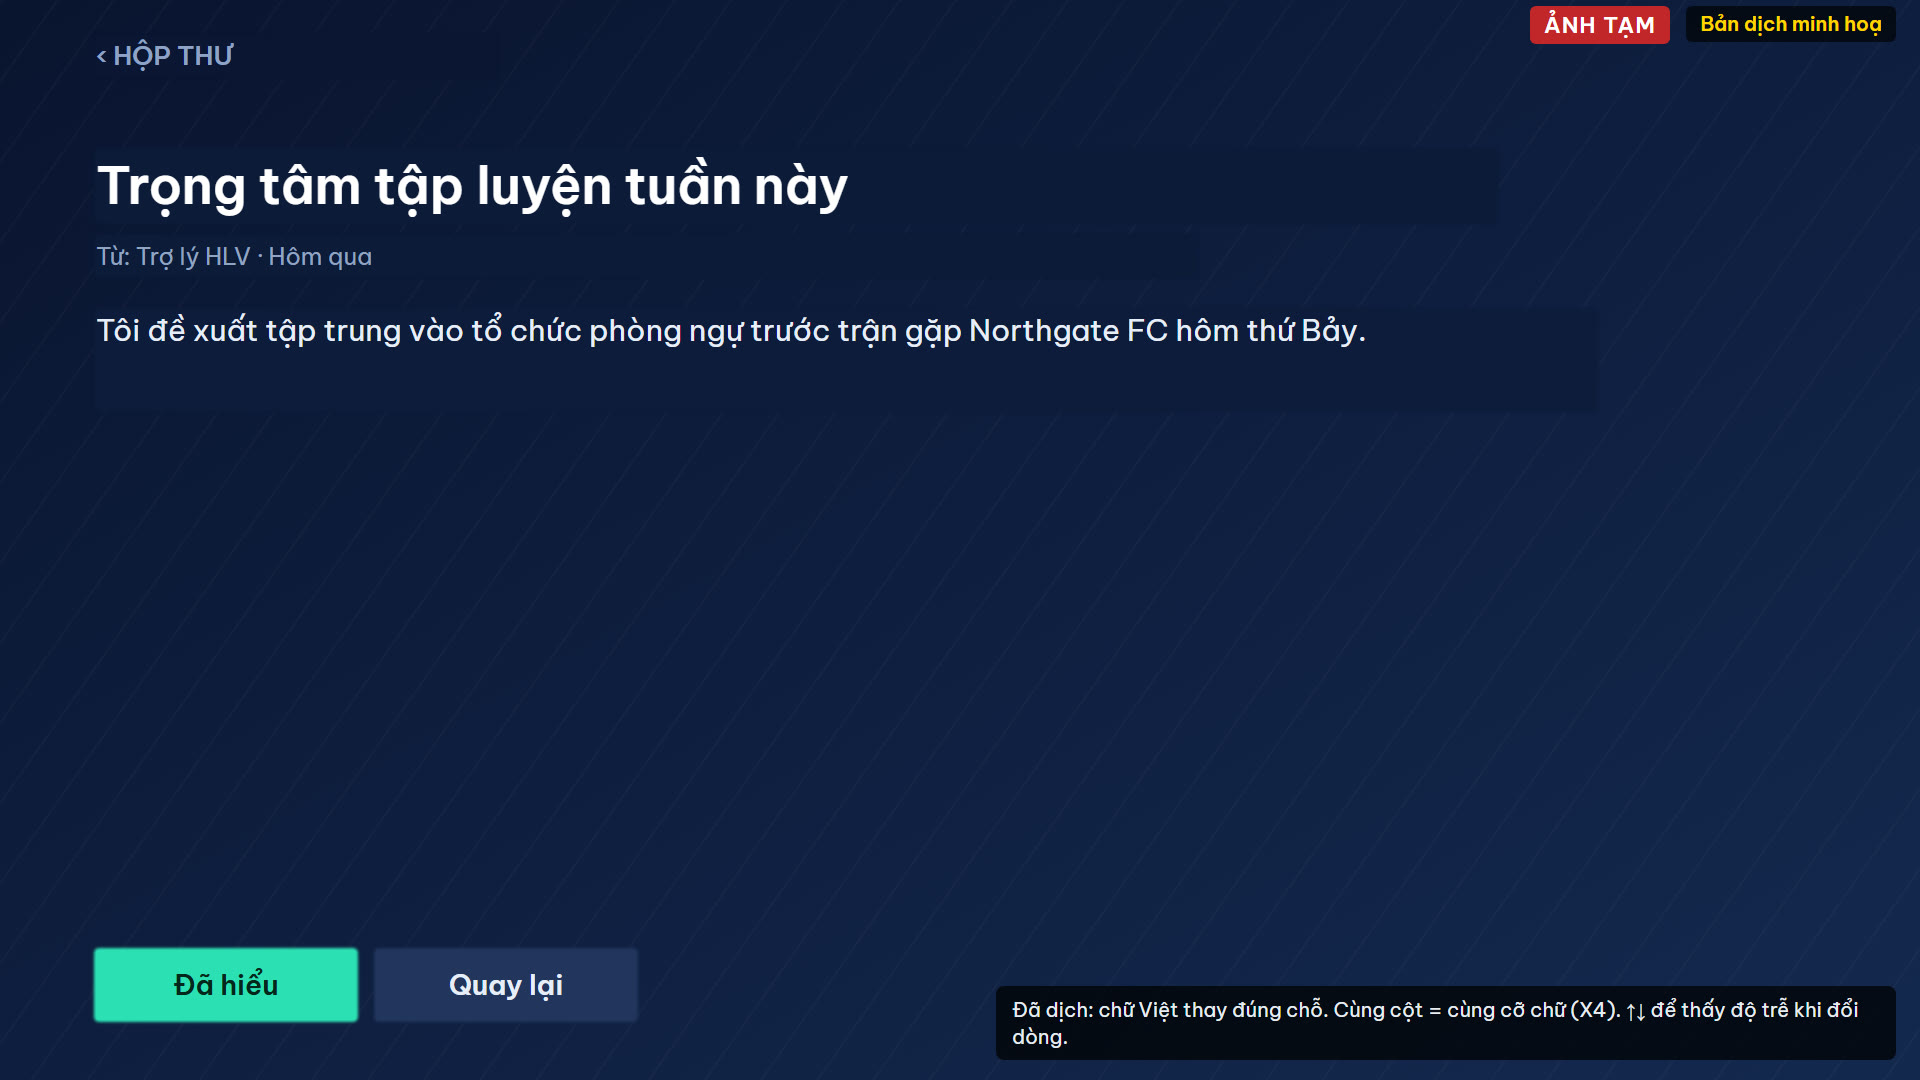 ‹ HỘP THƯ
ẢNH TẠM
Bản dịch minh hoạ
Trọng tâm tập luyện tuần này
Từ: Trợ lý HLV · Hôm qua
Tôi đề xuất tập trung vào tổ chức phòng ngự trước trận gặp Northgate FC hôm thứ Bảy.
Đã hiểu
Quay lại
Đã dịch: chữ Việt thay đúng chỗ. Cùng cột = cùng cỡ chữ (X4). ↑↓ để thấy độ trễ khi đổi
dòng.